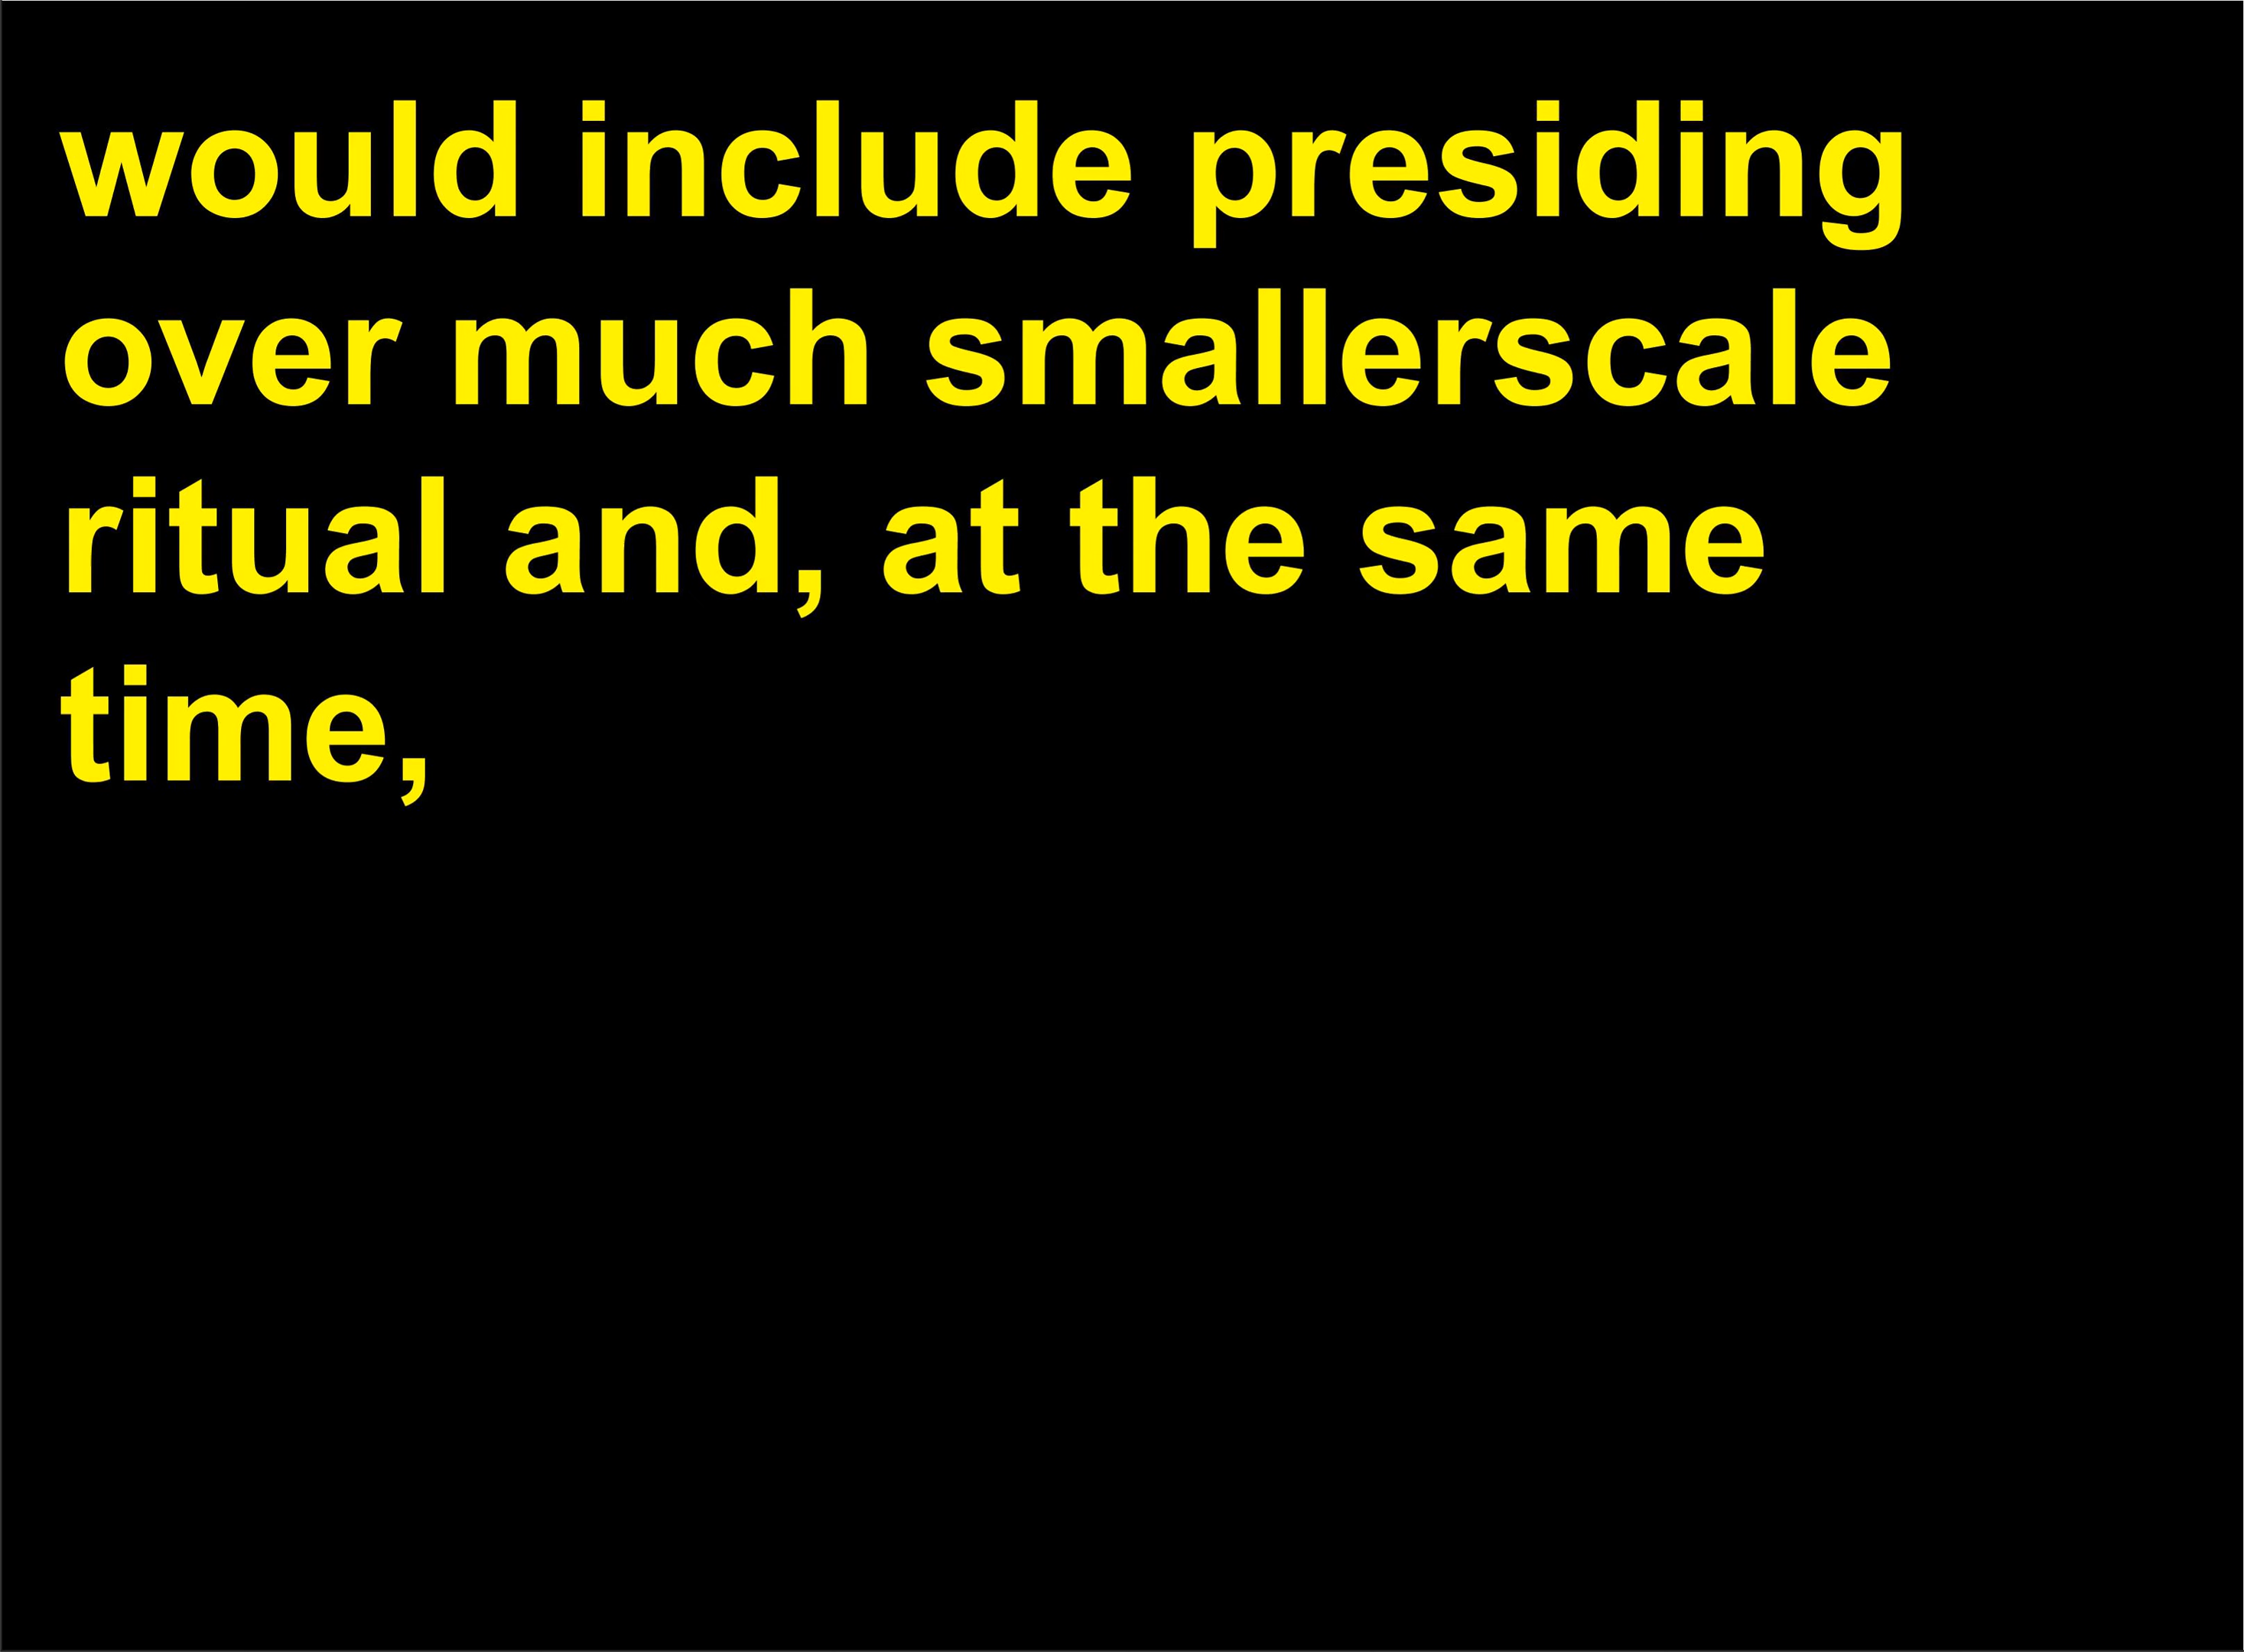 would include presiding
over much smallerscale
ritual and, at the same
time,